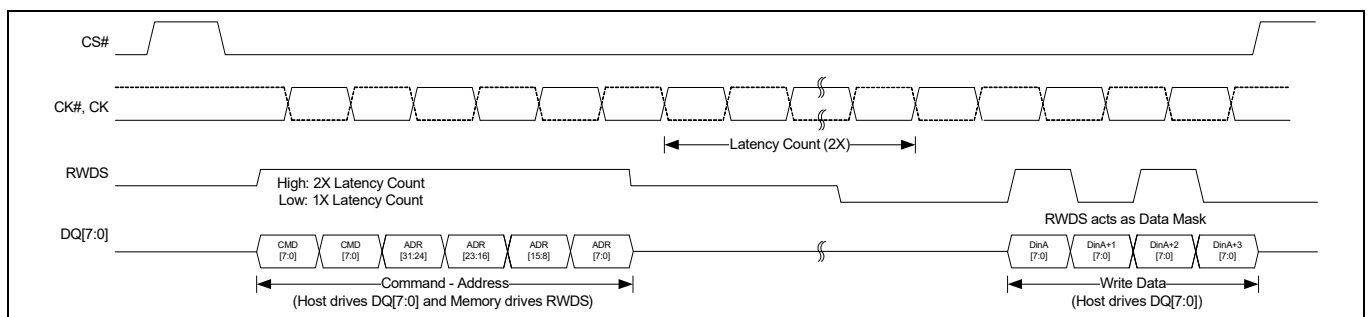 CS#
CK#, CK
Latency Count (2X)
RWDS
High: 2X Latency Count
Low: 1X Latency Count
RWDS acts as Data Mask
DQ[7:0]
CMD [7:0]
CMD [7:0]
ADR [31:24]
ADR [23:16]
ADR [15:8]
ADR [7:0]
DinA [7:0]
DinA+1 [7:0]
DinA+2 [7:0]
DinA+3 [7:0]
Command - Address
(Host drives DQ[7:0] and Memory drives RWDS)
Write Data
(Host drives DQ[7:0])